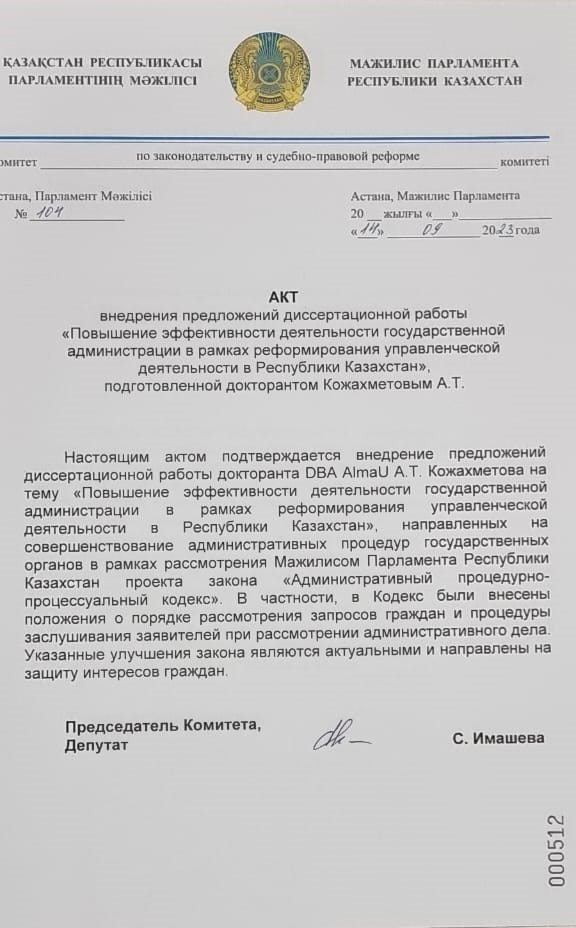 ҚАЗАҚСТАН РЕСПУБЛИКАСЫ
ПАРЛАМЕНТІНІҢ МӘЖІЛІСІ
МАЖИЛИС ПАРЛАМЕНТА
РЕСПУБЛИКИ КАЗАХСТАН
омитет по законодательству и судебно-правовой реформе комитеті
стана, Парламент Мәжілісі
№ 104
Астана, Мажилис Парламента
20 __ жылғы «___»
«14» 09 2023 года
АКТ
внедрения предложений диссертационной работы
«Повышение эффективности деятельности государственной
администрации в рамках реформирования управленческой
деятельности в Республики Казахстан»,
подготовленной докторантом Кожахметовым А.Т.
Настоящим актом подтверждается внедрение предложений
диссертационной работы докторанта DBA AlmaU А.Т. Кожахметова на
тему «Повышение эффективности деятельности государственной
администрации в рамках реформирования управленческой
деятельности в Республики Казахстан», направленных на
совершенствование административных процедур государственных
органов в рамках рассмотрения Мажилисом Парламента Республики
Казахстан проекта закона «Административный процедурно-
процессуальный кодекс». В частности, в Кодекс были внесены
положения о порядке рассмотрения запросов граждан и процедуры
заслушивания заявителей при рассмотрении административного дела.
Указанные улучшения закона являются актуальными и направлены на
защиту интересов граждан.
Председатель Комитета,
Депутат
С. Имашева
000512